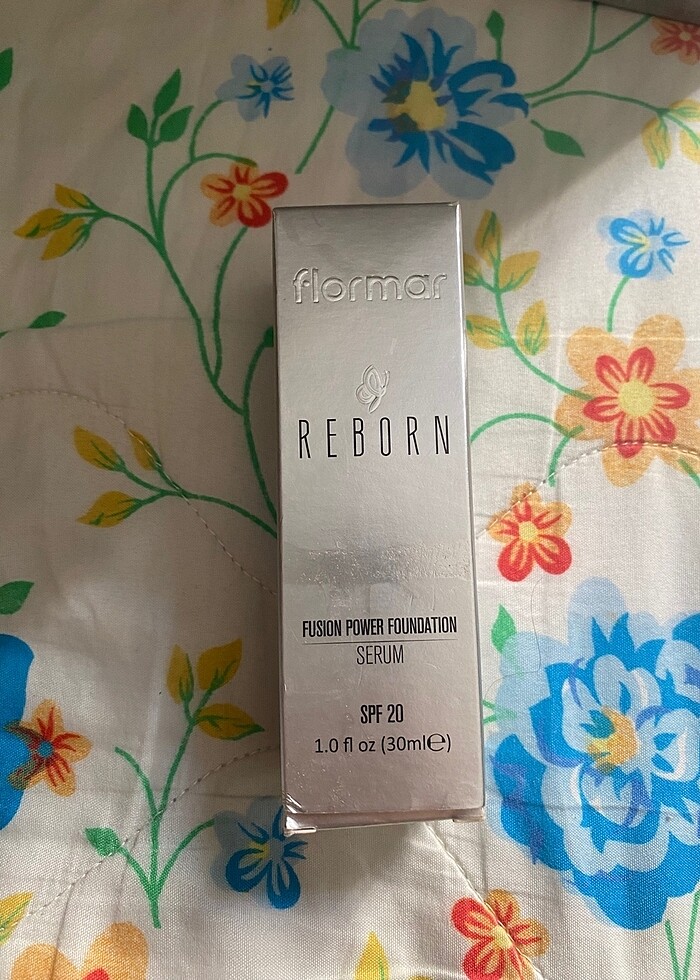 flormar
REBORN
FUSION POWER FOUNDATION
SERUM
SPF 20
1.0 fl oz (30ml℮)